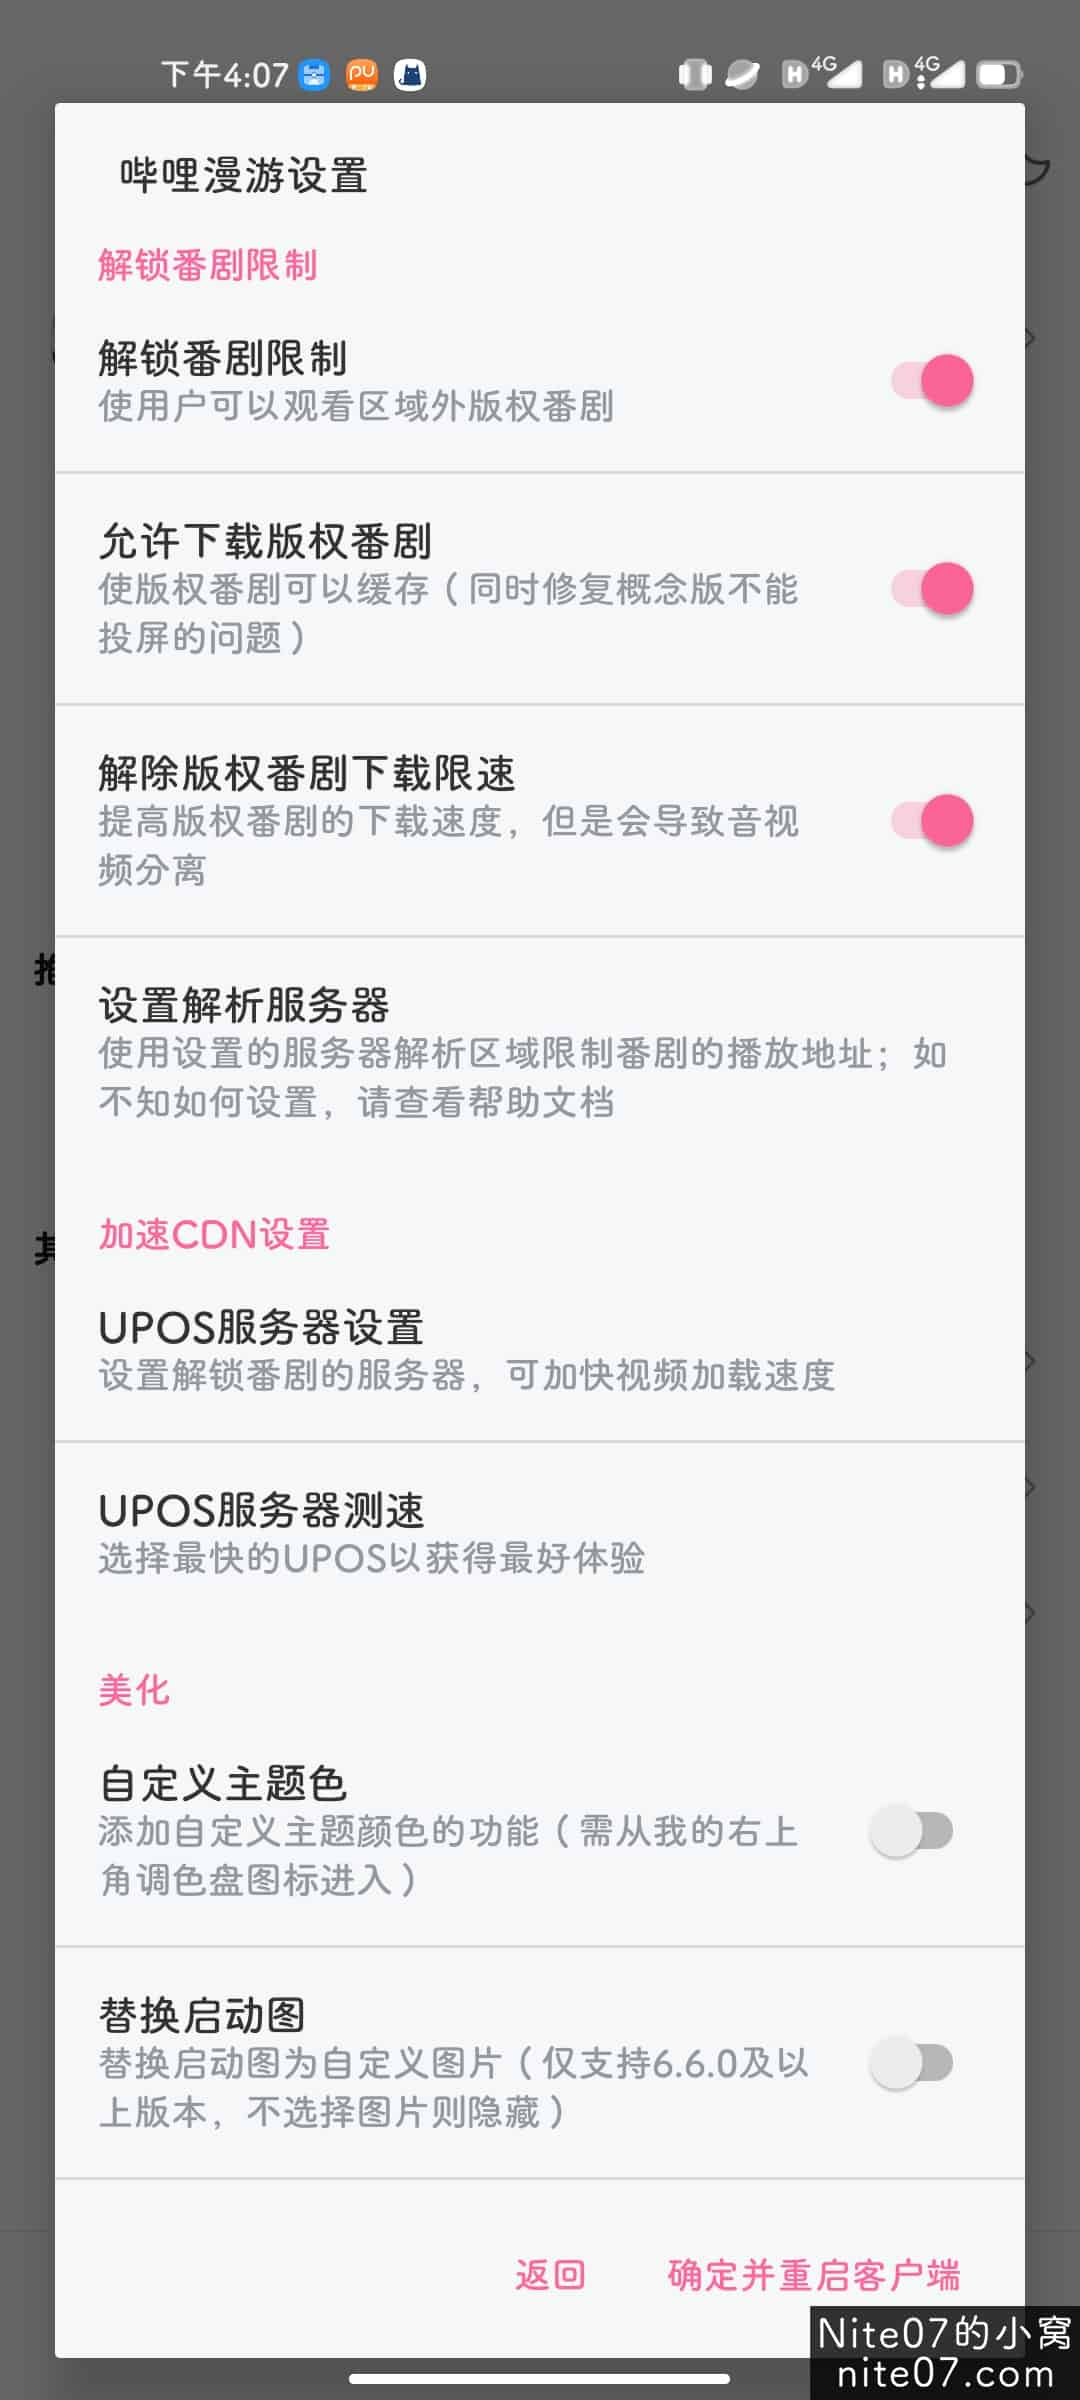 下午4:07
pu
4G
4G
哔哩漫游设置
解锁番剧限制
解锁番剧限制
使用户可以观看区域外版权番剧
允许下载版权番剧
使版权番剧可以缓存（同时修复概念版不能
投屏的问题）
解除版权番剧下载限速
提高版权番剧的下载速度，但是会导致音视
频分离
设置解析服务器
使用设置的服务器解析区域限制番剧的播放地址；如
不知如何设置，请查看帮助文档
加速CDN设置
UPOS服务器设置
设置解锁番剧的服务器，可加快视频加载速度
UPOS服务器测速
选择最快的UPOS以获得最好体验
美化
自定义主题色
添加自定义主题颜色的功能（需从我的右上
角调色盘图标进入）
替换启动图
替换启动图为自定义图片（仅支持6.6.0及以
上版本，不选择图片则隐藏）
返回
确定并重启客户端
Nite07的小窝
nite07.com